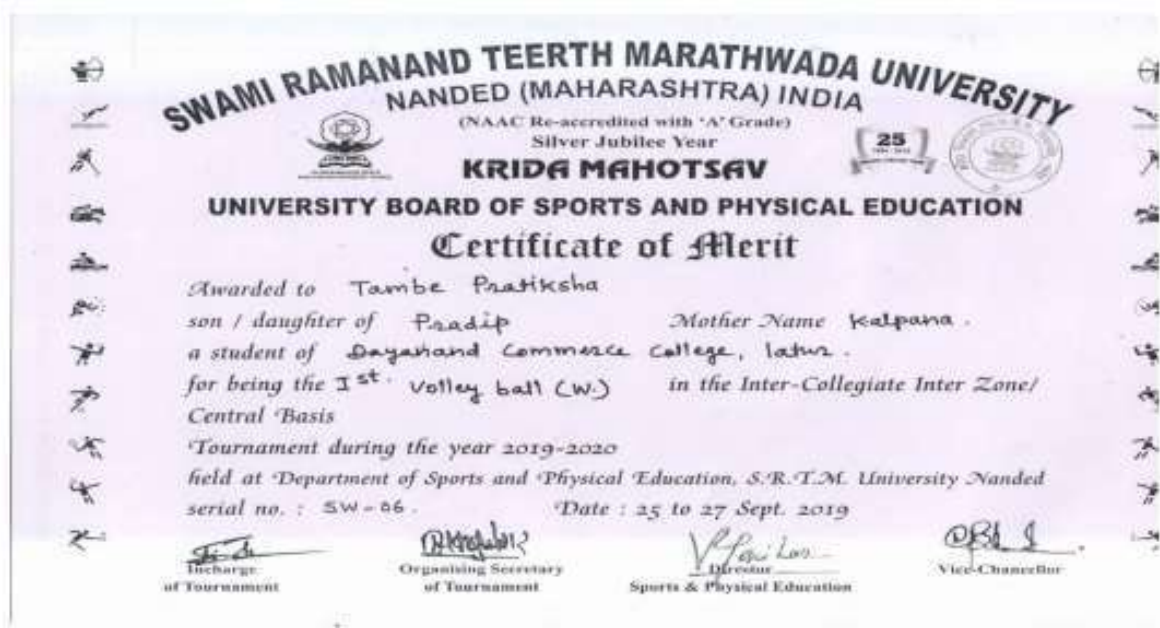 SWAMI RAMANAND TEERTH MARATHWADA UNIVERSITY
NANDED (MAHARASHTRA) INDIA
(NAAC Re-accredited with 'A' Grade)
Silver Jubilee Year
25
KRIDA MAHOTSAV
UNIVERSITY BOARD OF SPORTS AND PHYSICAL EDUCATION
Certificate of Merit
Awarded to Tambe Pratiksha
son / daughter of Pradip Mother Name Kalpana.
a student of Dayanand Commerce College, latur.
for being the Ist. Volley ball (W.) in the Inter-Collegiate Inter Zone/
Central Basis
Tournament during the year 2019-2020
held at Department of Sports and Physical Education, S.R.T.M. University Nanded
serial no. : SW-06. Date : 25 to 27 Sept. 2019
Incharge
of Tournament
Organising Secretary
of Tournament
Director
Sports & Physical Education
Vice-Chancellor